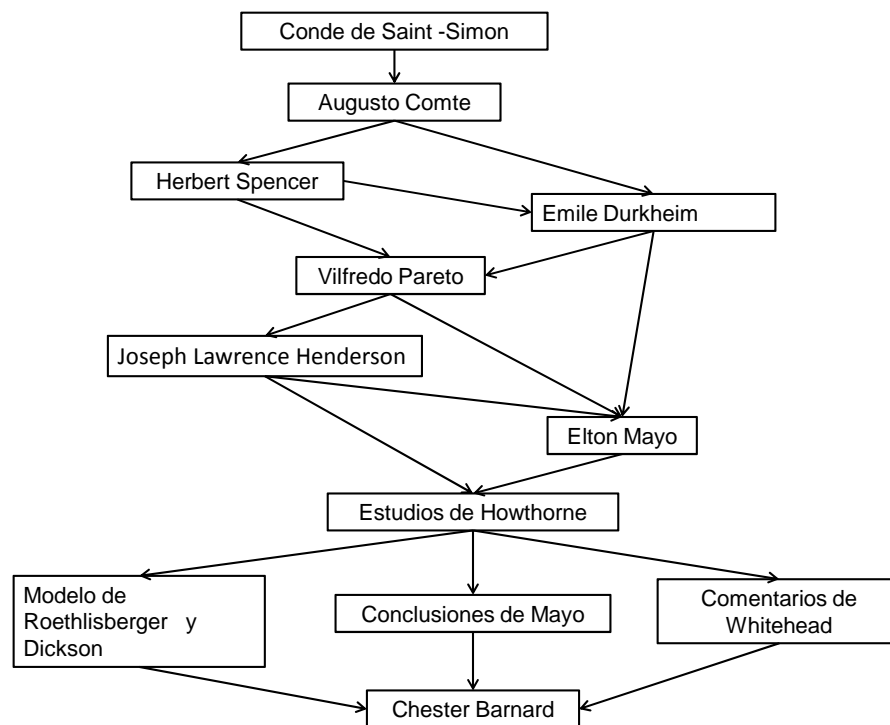 Conde de Saint -Simon
Augusto Comte
Herbert Spencer
Emile Durkheim
Vilfredo Pareto
Joseph Lawrence Henderson
Elton Mayo
Estudios de Howthorne
Modelo de
Roethlisberger y
Dickson
Conclusiones de Mayo
Comentarios de
Whitehead
Chester Barnard